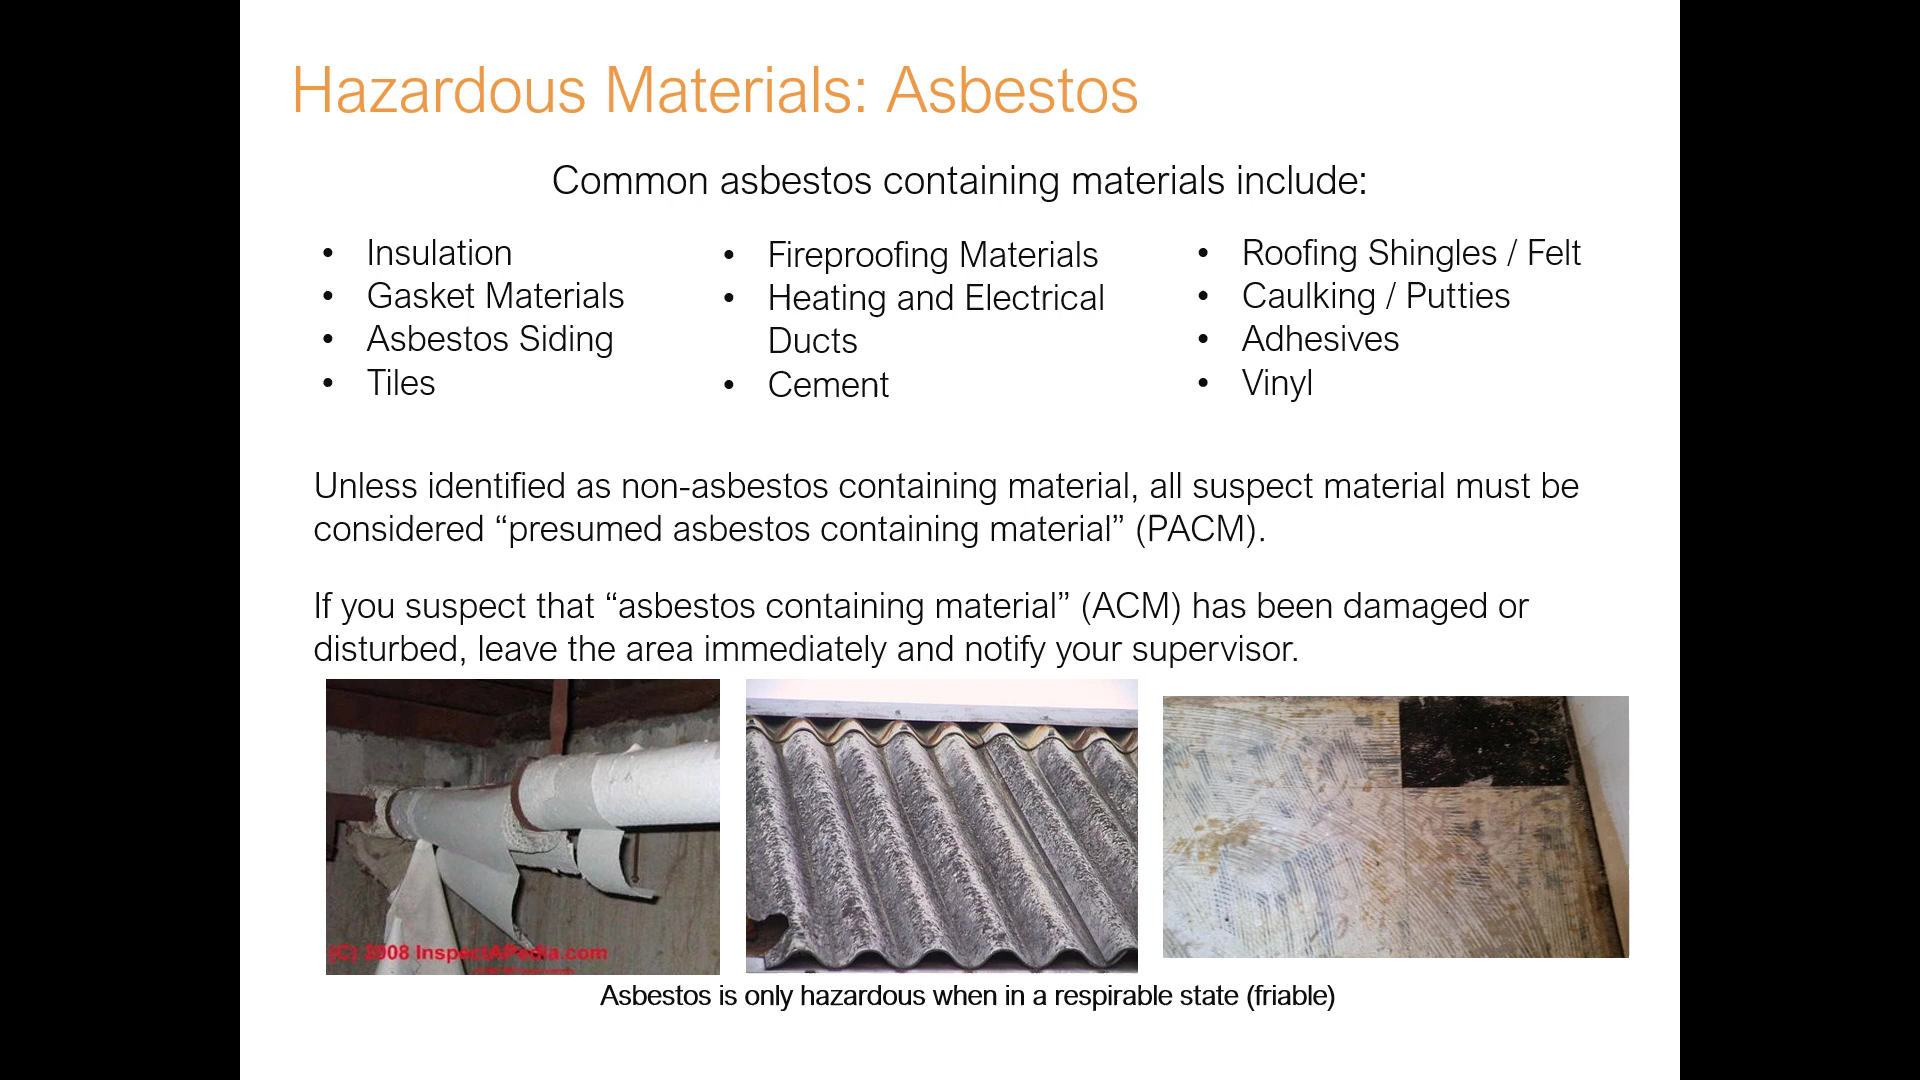 Hazardous Materials: Asbestos
Common asbestos containing materials include:
• Insulation
• Gasket Materials
• Asbestos Siding
• Tiles
• Fireproofing Materials
• Heating and Electrical
Ducts
• Cement
• Roofing Shingles / Felt
• Caulking / Putties
• Adhesives
• Vinyl
Unless identified as non-asbestos containing material, all suspect material must be
considered “presumed asbestos containing material” (PACM).
If you suspect that “asbestos containing material” (ACM) has been damaged or
disturbed, leave the area immediately and notify your supervisor.
(C) 2008 InspectAPedia.com
Asbestos is only hazardous when in a respirable state (friable)